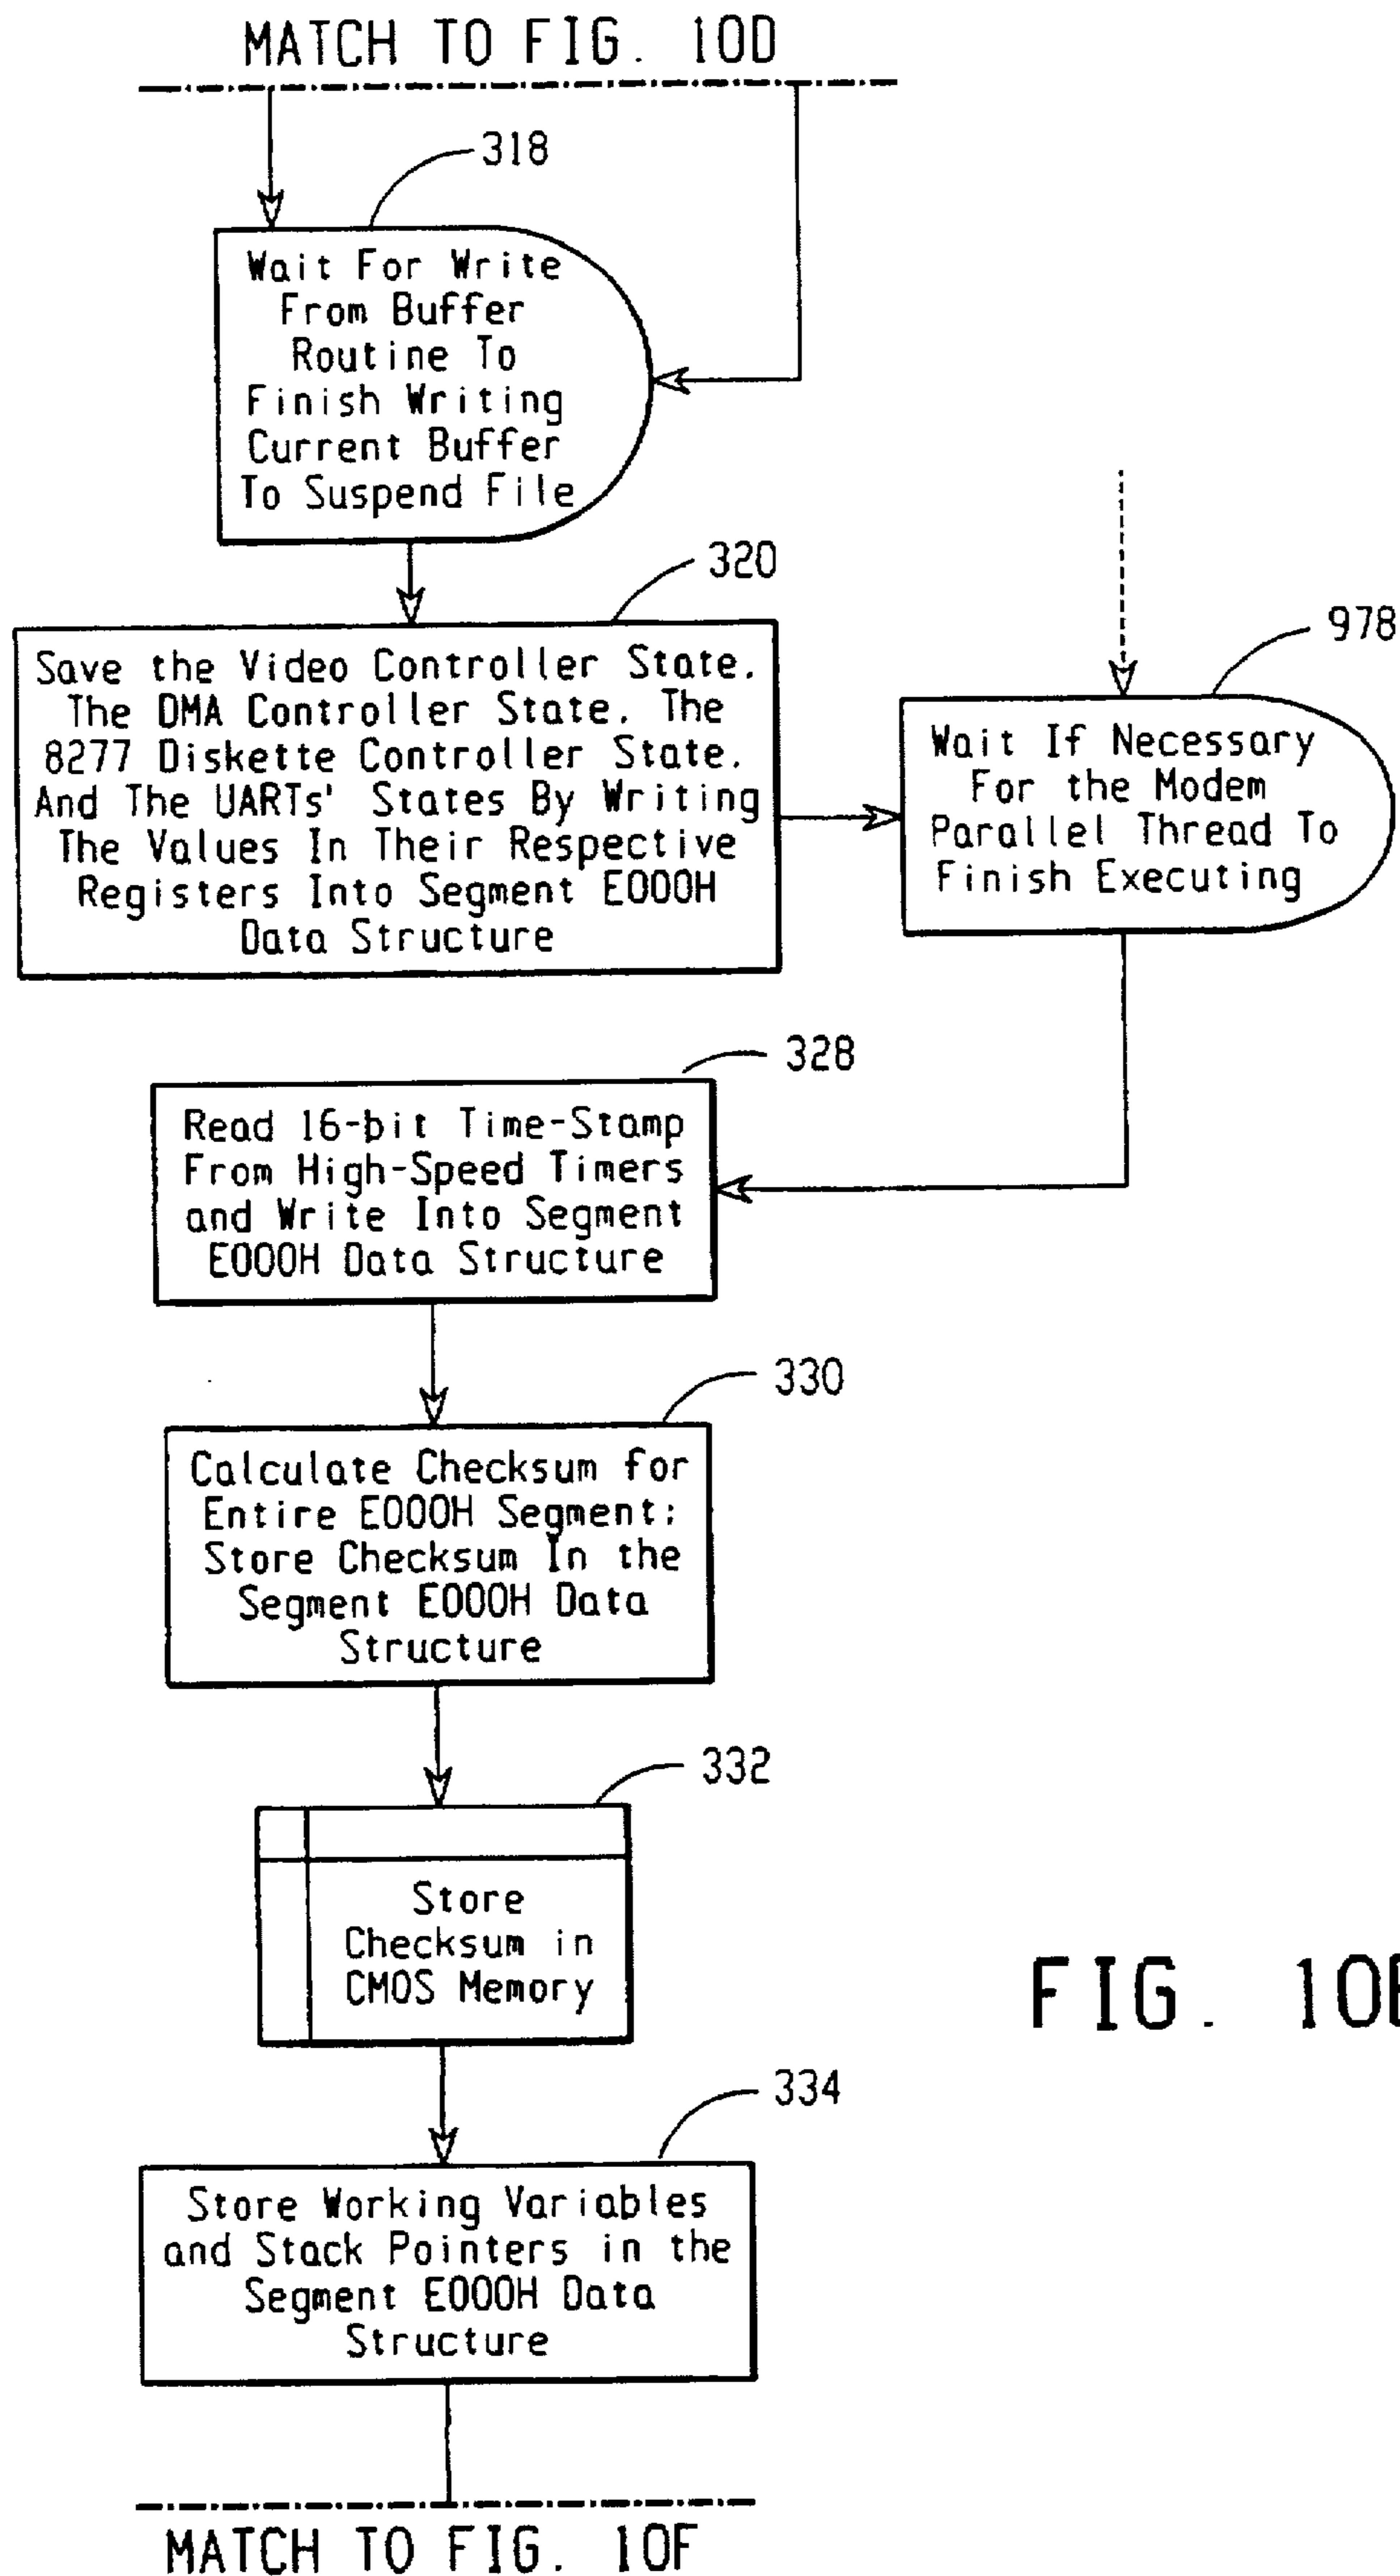 MATCH TO FIG. 10D
318
Wait For Write
From Buffer
Routine To
Finish Writing
Current Buffer
To Suspend File
320
Save the Video Controller State.
The DMA Controller State. The
8277 Diskette Controller State.
And The UARTs' States By Writing
The Values In Their Respective
Registers Into Segment E000H
Data Structure
978
Wait If Necessary
For the Modem
Parallel Thread To
Finish Executing
328
Read 16-bit Time-Stamp
From High-Speed Timers
and Write Into Segment
E000H Data Structure
330
Calculate Checksum for
Entire E000H Segment;
Store Checksum In the
Segment E000H Data
Structure
332
Store
Checksum in
CMOS Memory
FIG. 10
334
Store Working Variables
and Stack Pointers in the
Segment E000H Data
Structure
MATCH TO FIG. 10F